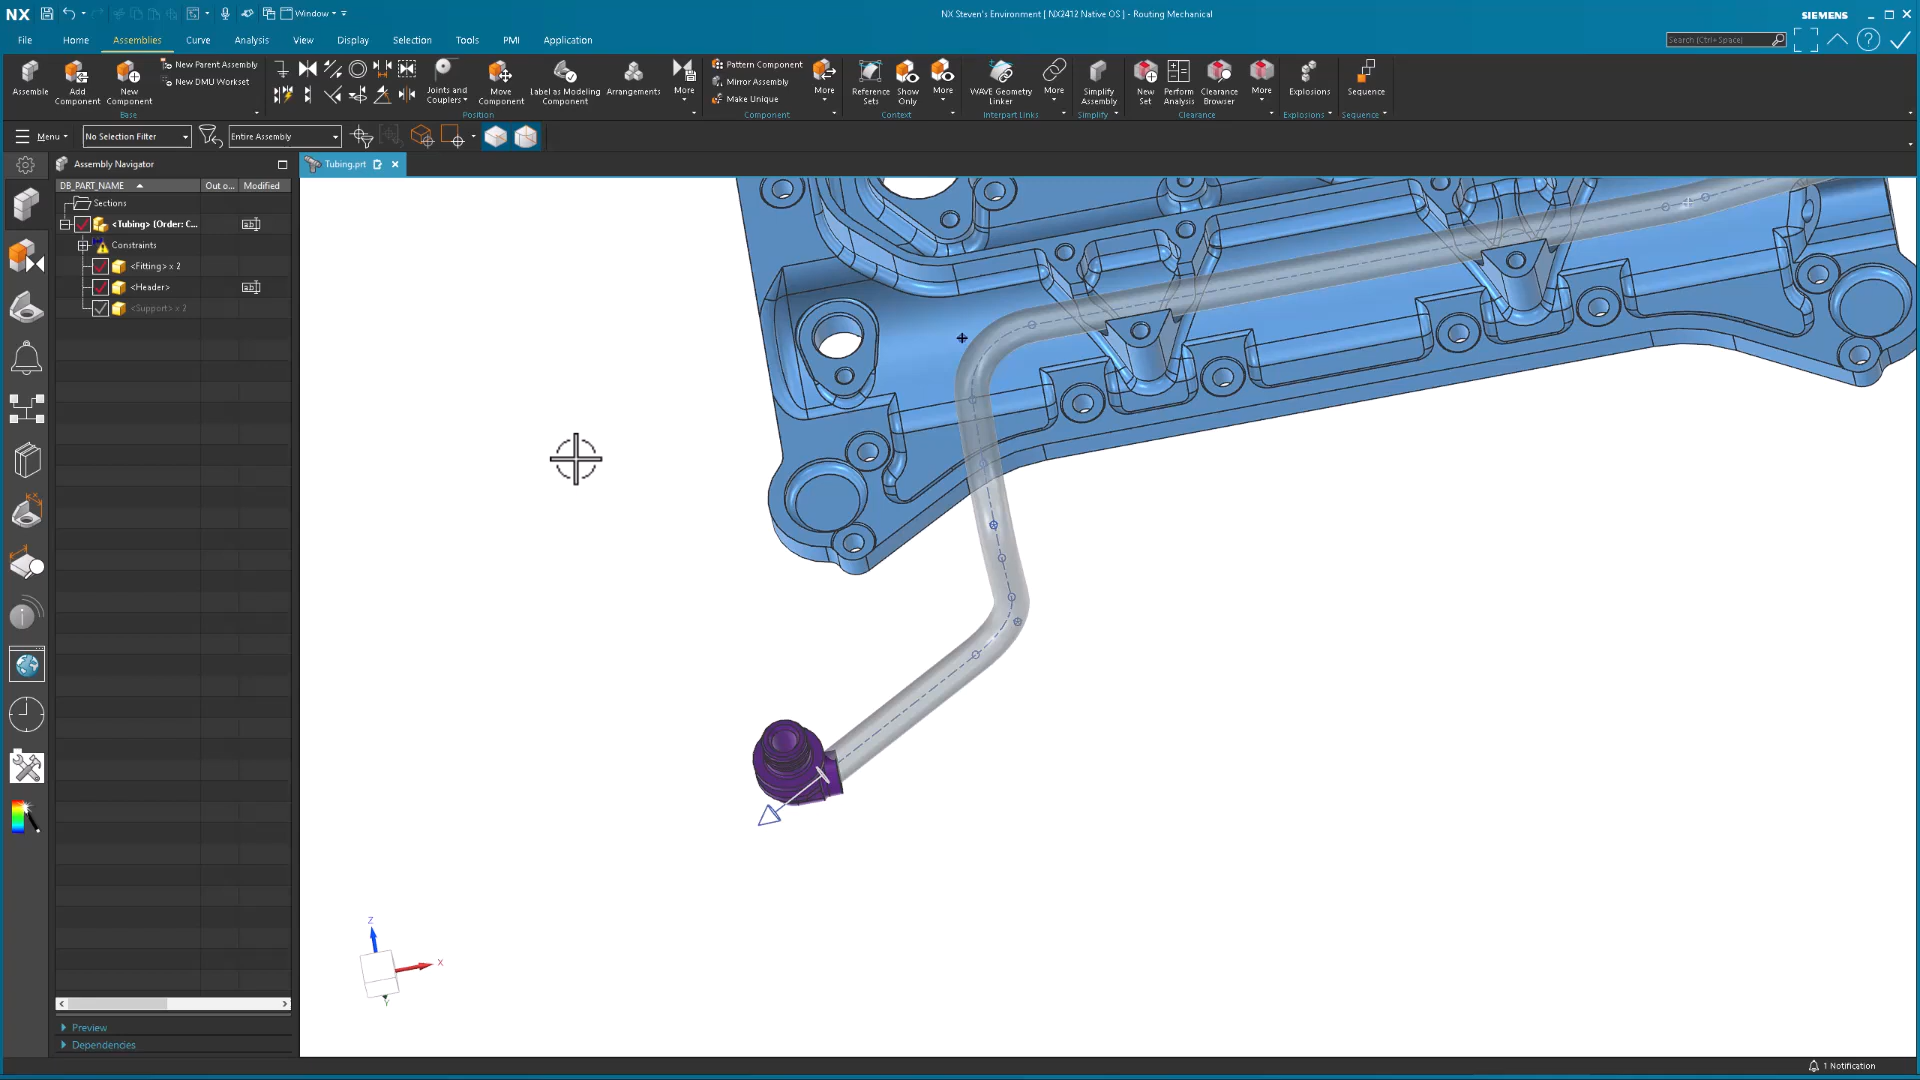 NX
Window
NX Steven's Environment [ NX2412 Native OS ] - Routing Mechanical
SIEMENS
File
Home
Assemblies
Curve
Analysis
View
Display
Selection
Tools
PMI
Application
Search (Ctrl+Space)
Assemble
Add Component
New Component
New Parent Assembly
New DMU Workset
Base
Joints and Couplers
Move Component
Label as Modeling Component
Arrangements
More
Position
Pattern Component
Mirror Assembly
Make Unique
More
Component
Reference Sets
Show Only
More
Context
WAVE Geometry Linker
More
Interpart Links
Simplify Assembly
Simplify
New Set
Perform Analysis
Clearance Browser
More
Clearance
Explosions
Explosions
Sequence
Sequence
Menu
No Selection Filter
Entire Assembly
Assembly Navigator
Tubing.prt
DB_PART_NAME
Out o...
Modified
Sections
<Tubing> (Order: C...
Constraints
<Fitting> x 2
<Header>
<Support> x 2
Preview
Dependencies
Z
X
Y
1 Notification